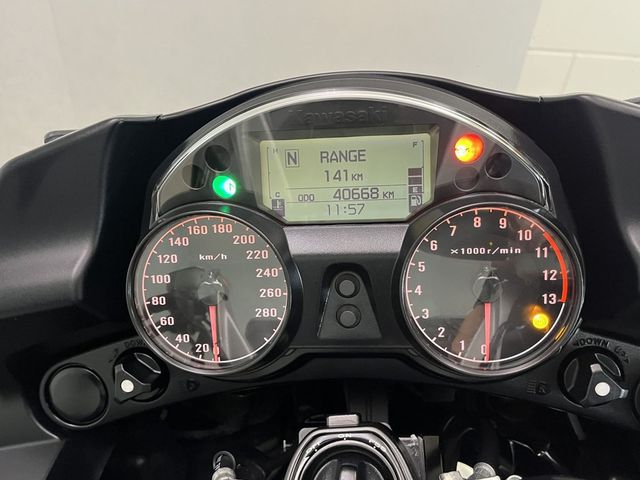 Kawasaki
H
F
N
RANGE
141 KM
C
E
ODO 40668 KM
11:57
km/h
0 20 40 60 80 100 120 140 160 180 200 220 240 260 280
×1000r/min
0 1 2 3 4 5 6 7 8 9 10 11 12 13
DOWN
DOWN